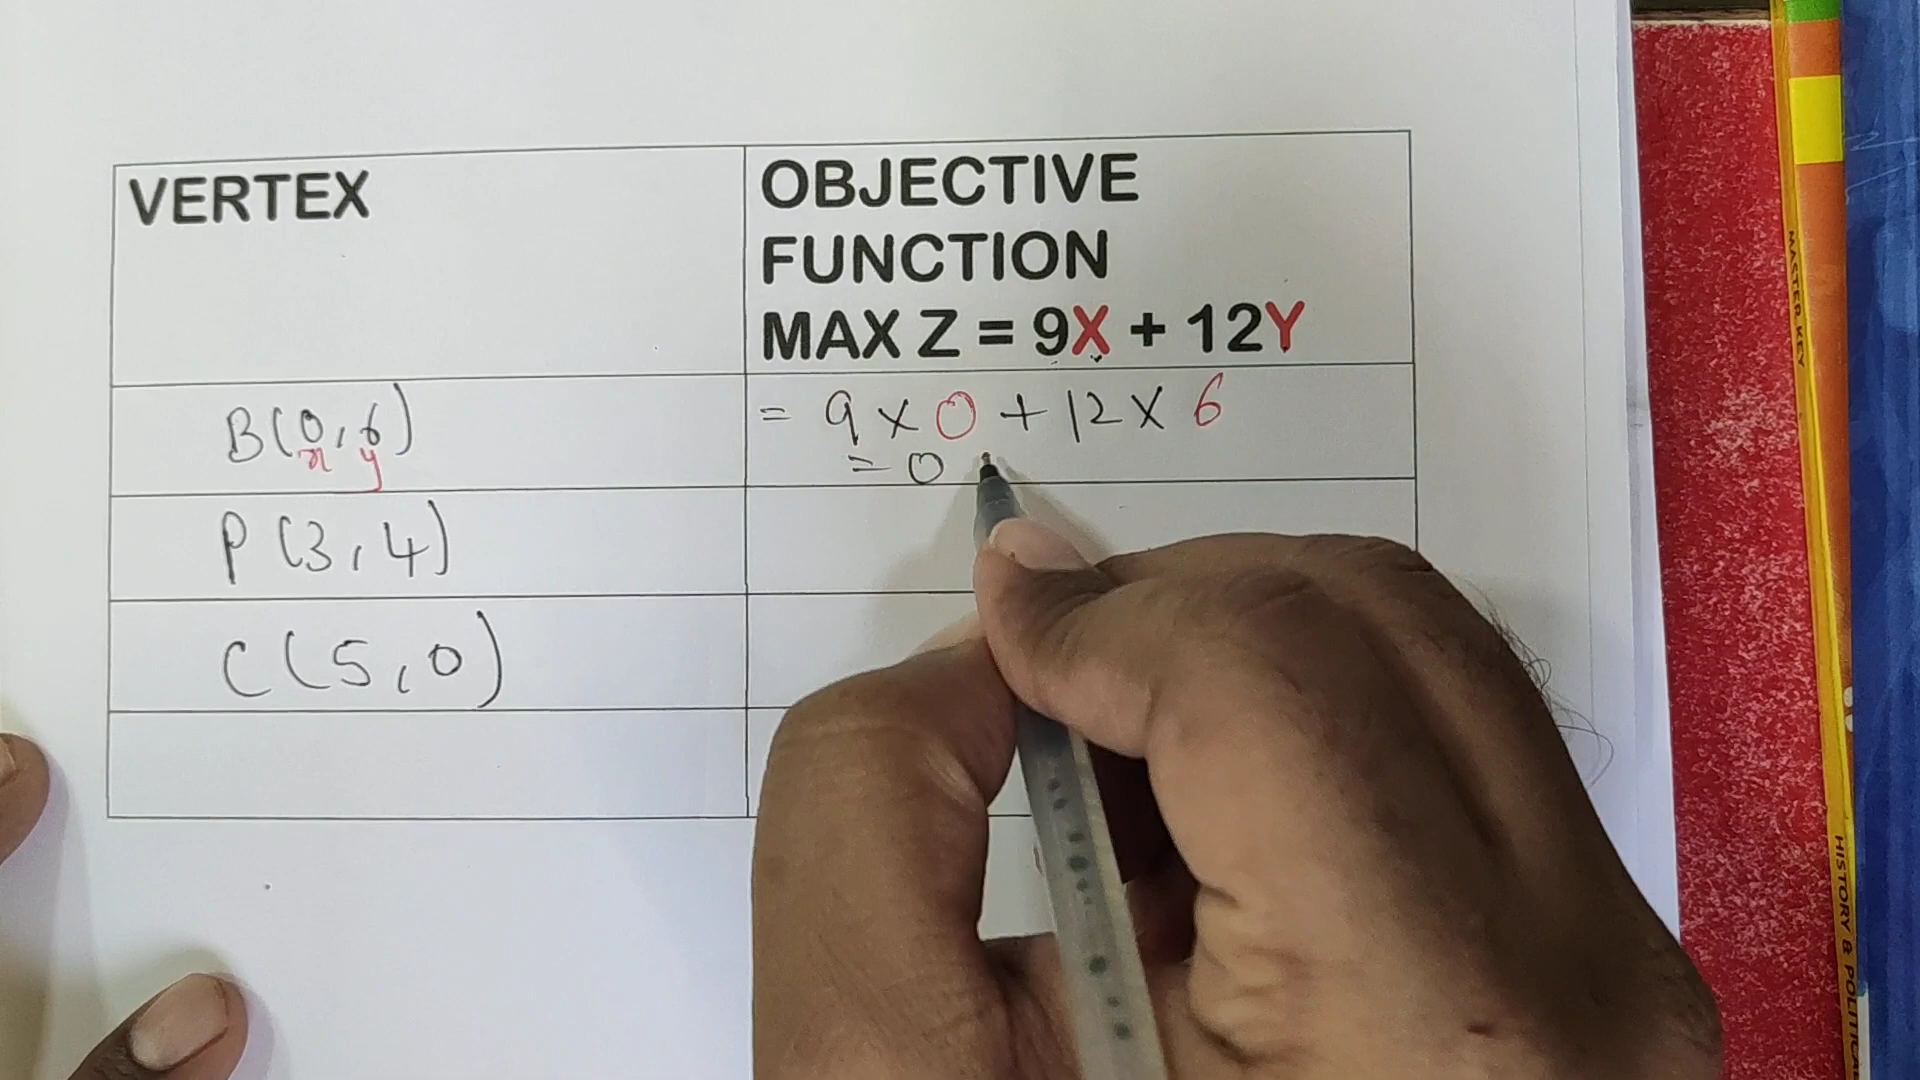 VERTEX
OBJECTIVE
FUNCTION
MAX Z = 9X + 12Y
B(0,6)
x y
= 9 × 0 + 12 × 6
= 0
P(3,4)
C(5,0)
MASTER KEY
HISTORY & POLITICAL